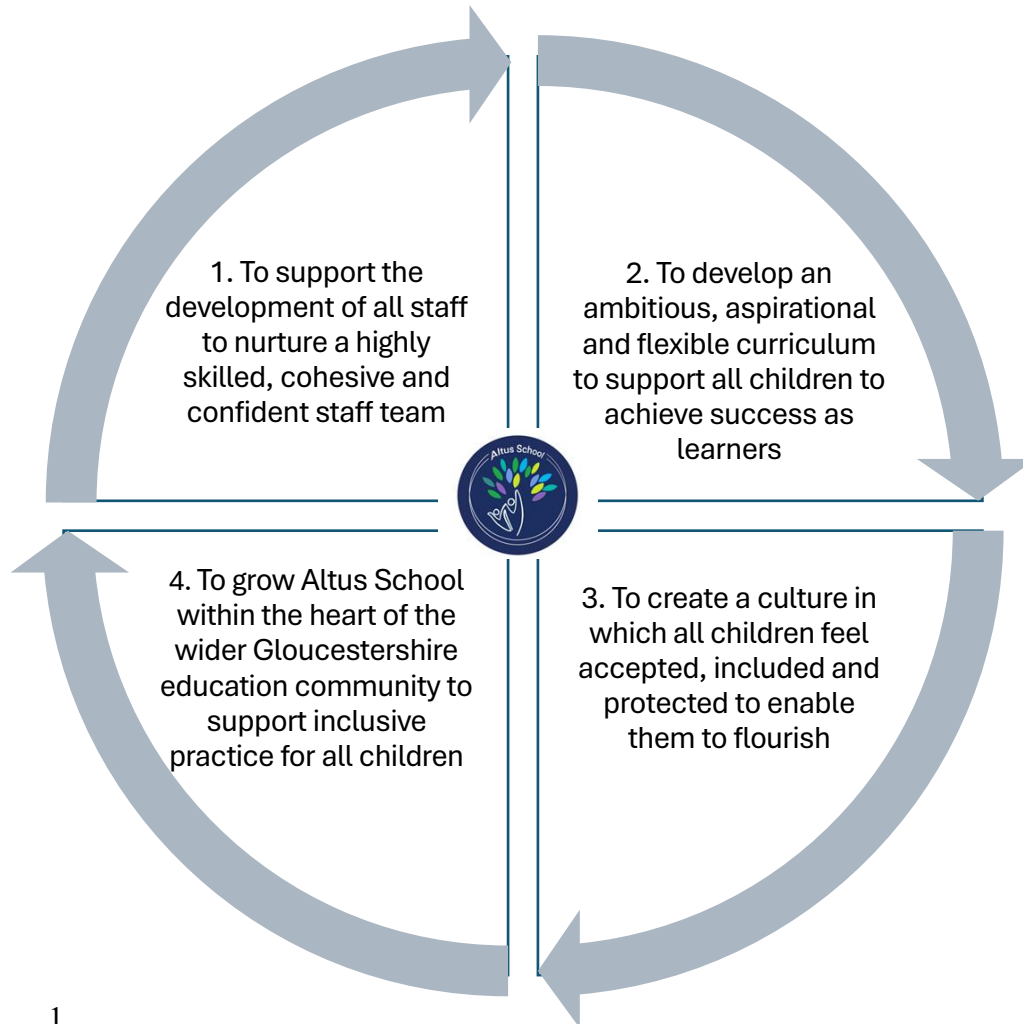 1. To support the
development of all staff
to nurture a highly
skilled, cohesive and
confident staff team
2. To develop an
ambitious, aspirational
and flexible curriculum
to support all children to
achieve success as
learners
Altus School
3. To create a culture in
which all children feel
accepted, included and
protected to enable
them to flourish
4. To grow Altus School
within the heart of the
wider Gloucestershire
education community to
support inclusive
practice for all children
1